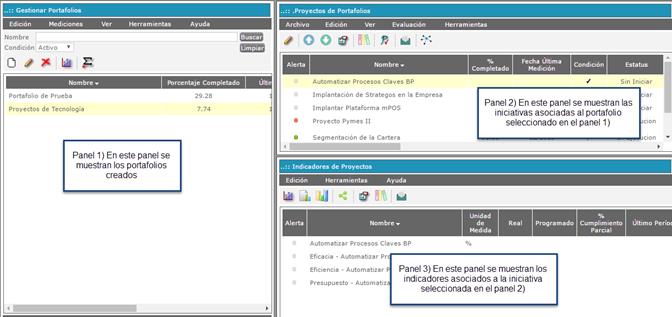 ..:: Gestionar Portafolios
Edición Mediciones Ver Herramientas Ayuda
Nombre Buscar
Condición Activo Limpiar
Nombre Porcentaje Completado Últim
Portafolio de Prueba 29.28 1
Proyectos de Tecnología 7.74 1
Panel 1) En este panel se
muestran los portafolios
creados
..:: .Proyectos de Portafolios
Archivo Edición Ver Evaluación Herramientas
Alerta Nombre % Completado Fecha Última Medición Condición Estatus
Automatizar Procesos Claves BP ✓ Sin Iniciar
Implantación de Strategos en la Empresa
Implantar Plataforma mPOS
Proyecto Pymes II
Segmentación de la Cartera
Panel 2) En este panel se muestran las
iniciativas asociadas al portafolio
seleccionado en el panel 1)
..:: Indicadores de Proyectos
Edición Herramientas Ayuda
Alerta Nombre Unidad de Medida Real Programado % Cumplimiento Parcial Último Períod
Automatizar Procesos Claves BP %
Eficacia - Automatizar Pro
Eficiencia - Automatizar P
Presupuesto - Automatizar
Panel 3) En este panel se muestran los
indicadores asociados a la iniciativa
seleccionada en el panel 2)